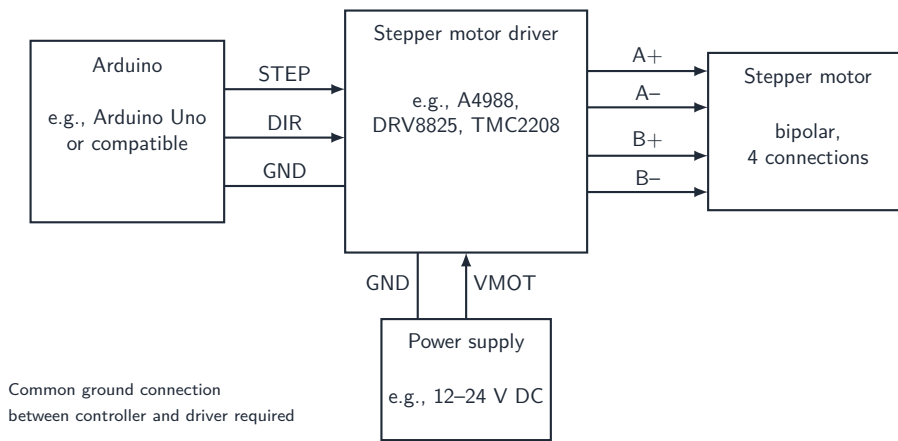 Arduino
e.g., Arduino Uno
or compatible
STEP
DIR
GND
Stepper motor driver
e.g., A4988,
DRV8825, TMC2208
A+
A–
B+
B–
Stepper motor
bipolar,
4 connections
GND
VMOT
Power supply
e.g., 12–24 V DC
Common ground connection
between controller and driver required